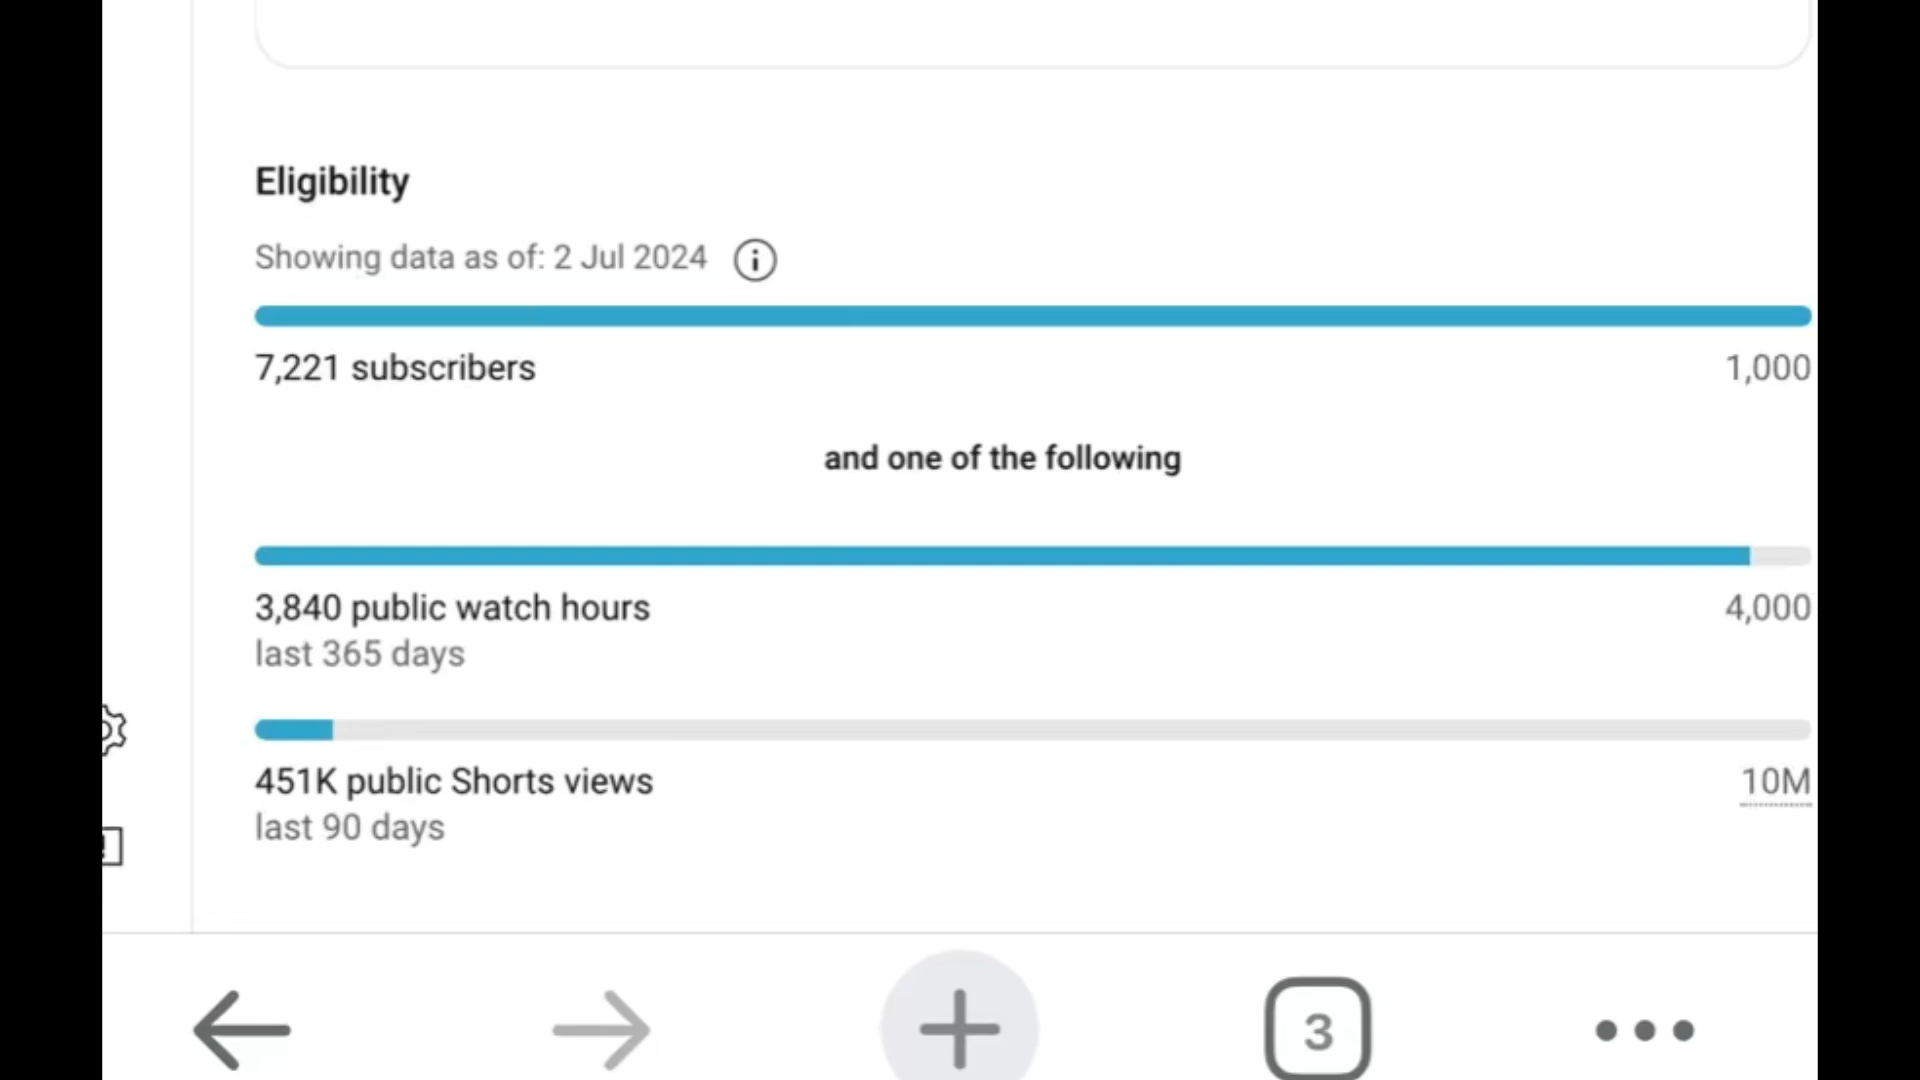 Eligibility
Showing data as of: 2 Jul 2024
7,221 subscribers 1,000
and one of the following
3,840 public watch hours 4,000
last 365 days
451K public Shorts views 10M
last 90 days
3